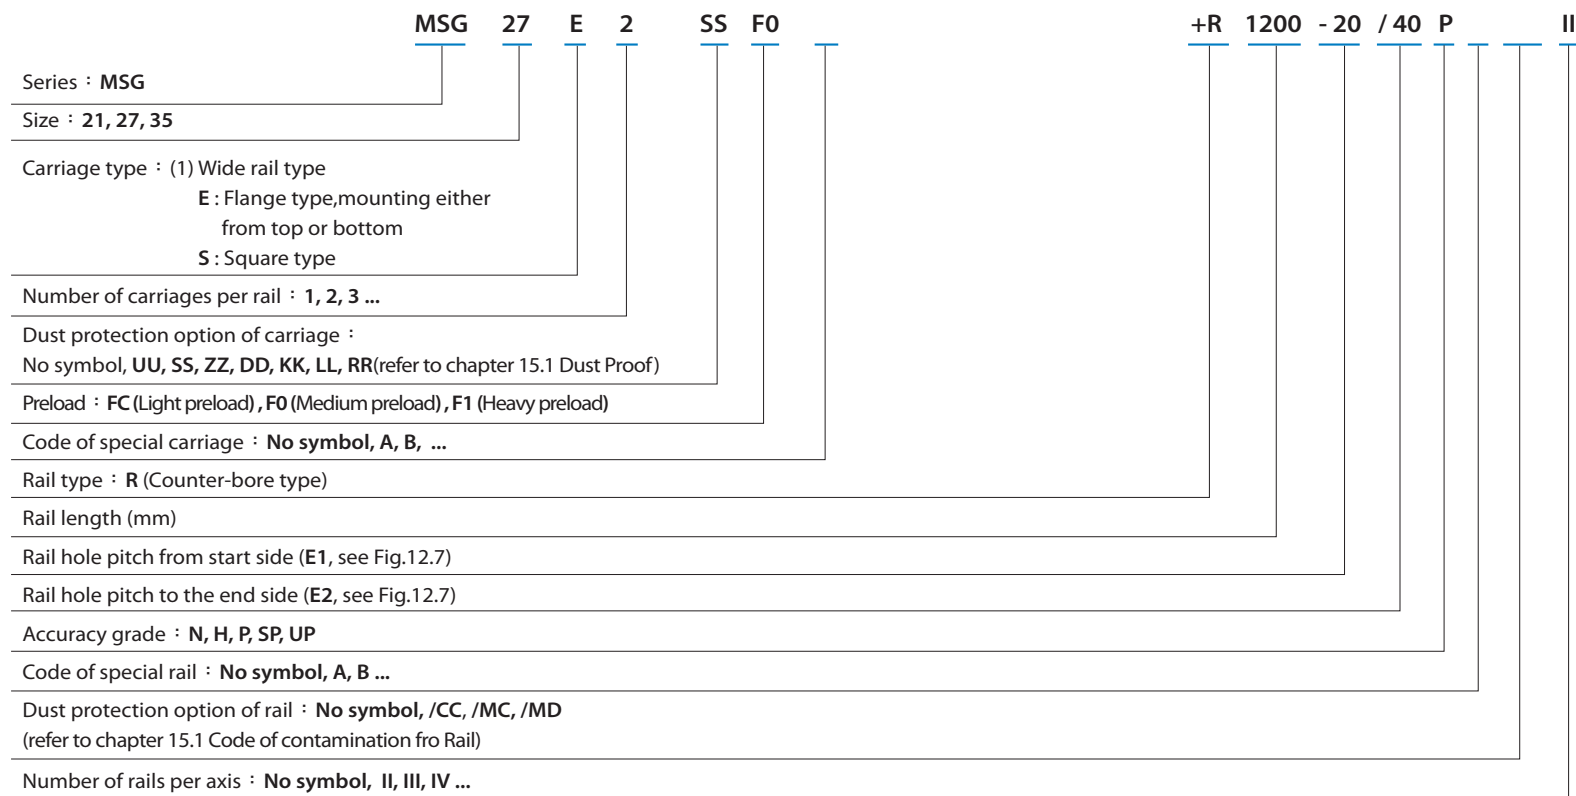 MSG 27 E 2 SS F0 +R 1200 - 20 / 40 P II
Series : MSG
Size : 21, 27, 35
Carriage type : (1) Wide rail type
E : Flange type,mounting either
from top or bottom
S : Square type
Number of carriages per rail : 1, 2, 3 ...
Dust protection option of carriage :
No symbol, UU, SS, ZZ, DD, KK, LL, RR(refer to chapter 15.1 Dust Proof)
Preload : FC (Light preload) , F0 (Medium preload) , F1 (Heavy preload)
Code of special carriage : No symbol, A, B, ...
Rail type : R (Counter-bore type)
Rail length (mm)
Rail hole pitch from start side (E1, see Fig.12.7)
Rail hole pitch to the end side (E2, see Fig.12.7)
Accuracy grade : N, H, P, SP, UP
Code of special rail : No symbol, A, B ...
Dust protection option of rail : No symbol, /CC, /MC, /MD
(refer to chapter 15.1 Code of contamination fro Rail)
Number of rails per axis : No symbol, II, III, IV ...